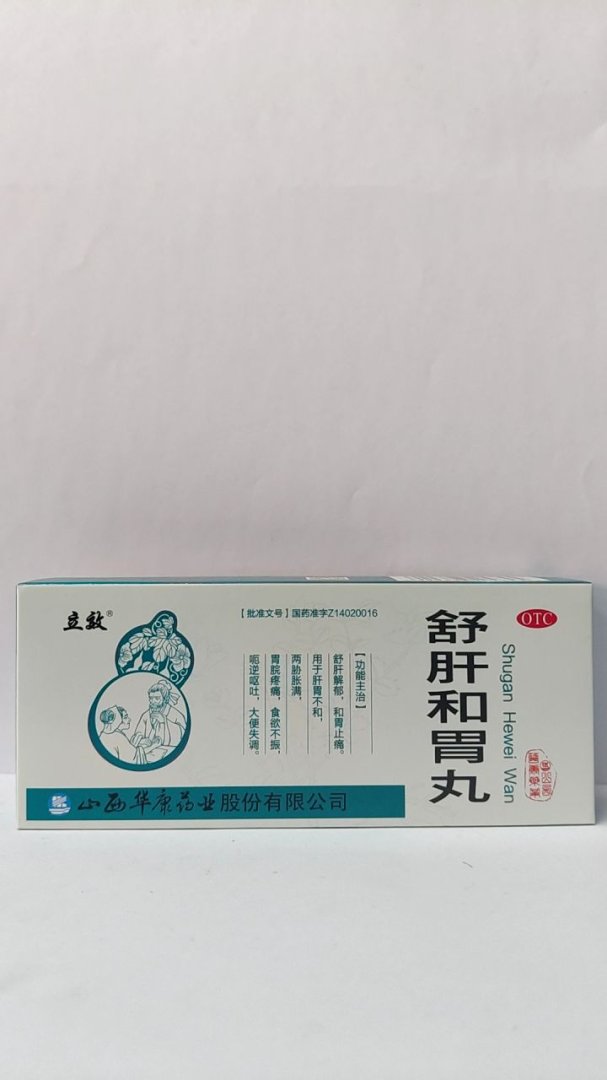 立效®
【批准文号】国药准字Z14020016
【功能主治】
舒肝解郁，和胃止痛。
用于肝胃不和，
两胁胀满，
胃脘疼痛，食欲不振，
呃逆呕吐，大便失调。
舒肝和胃丸
Shugan Hewei Wan
OTC
山西华康药业股份有限公司